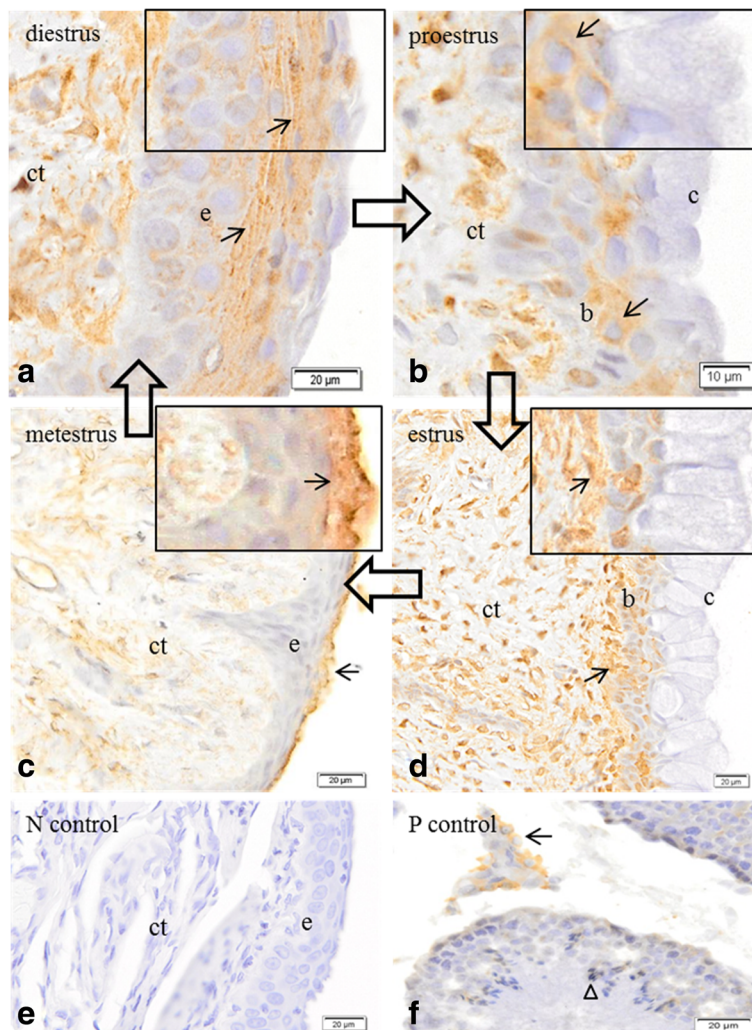 diestrus
ct
e
a
20 µm
proestrus
c
ct
b
b
10 µm
metestrus
ct
e
c
20 µm
estrus
ct
b
c
d
20 µm
N control
ct
e
e
20 µm
P control
f
20 µm